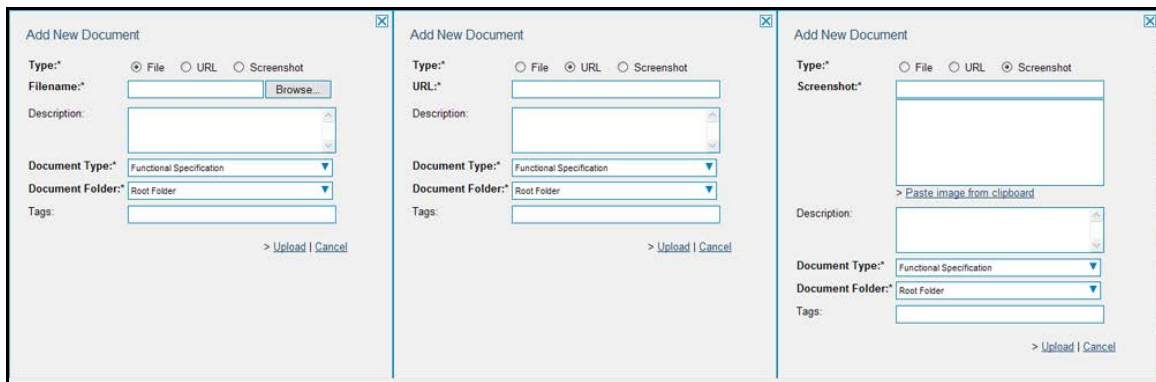 Add New Document
Type:* File URL Screenshot
Filename:* Browse...
Description:
Document Type:* Functional Specification
Document Folder:* Root Folder
Tags:
> Upload | Cancel
Add New Document
Type:* File URL Screenshot
URL:*
Description:
Document Type:* Functional Specification
Document Folder:* Root Folder
Tags:
> Upload | Cancel
Add New Document
Type:* File URL Screenshot
Screenshot:*
> Paste image from clipboard
Description:
Document Type:* Functional Specification
Document Folder:* Root Folder
Tags:
> Upload | Cancel